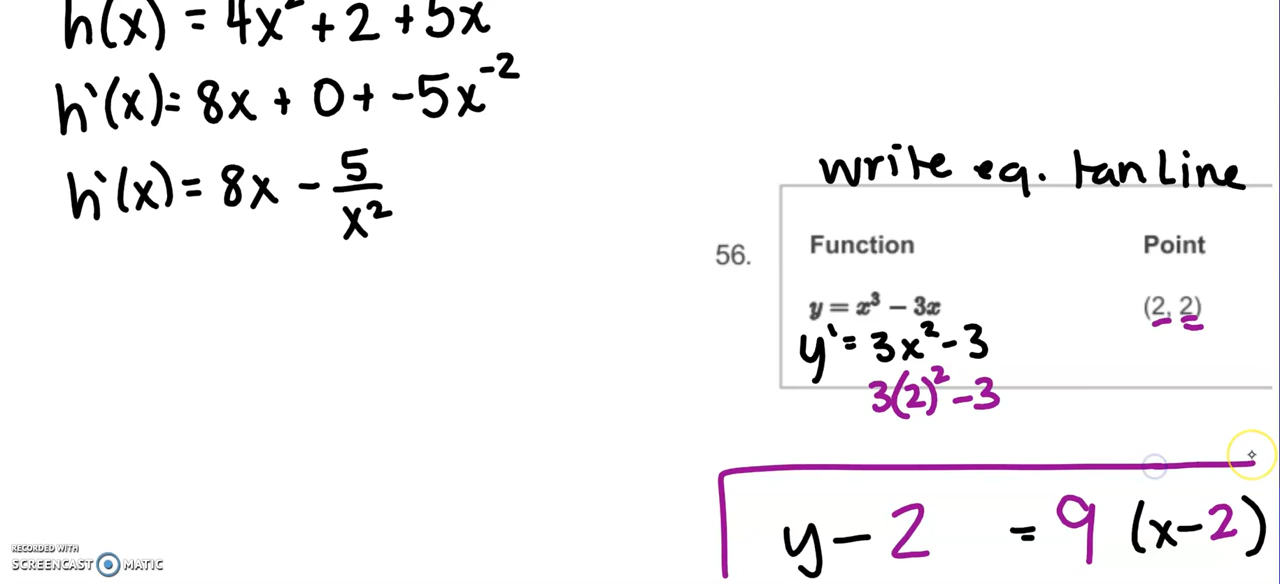 h(x) = 4x² + 2 + 5x
h'(x) = 8x + 0 + -5x⁻²
h'(x) = 8x - 5/x²
write eq. tan Line
56.
Function Point
y = x³ − 3x (2, 2)
y' = 3x² - 3
3(2)² - 3
y - 2 = 9 (x - 2)
RECORDED WITH
SCREENCAST MATIC